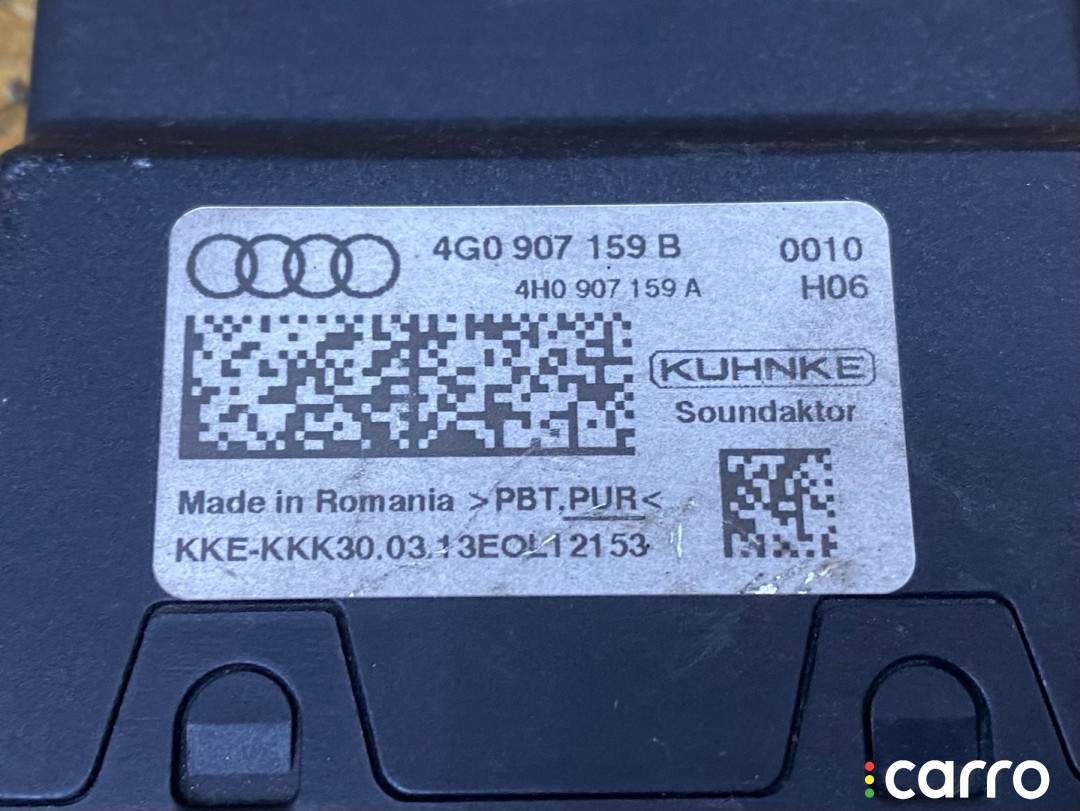 4G0 907 159 B 0010
4H0 907 159 A H06
KUHNKE
Soundaktor
Made in Romania >PBT,PUR<
KKE-KKK30.03.13EOL12153
carro